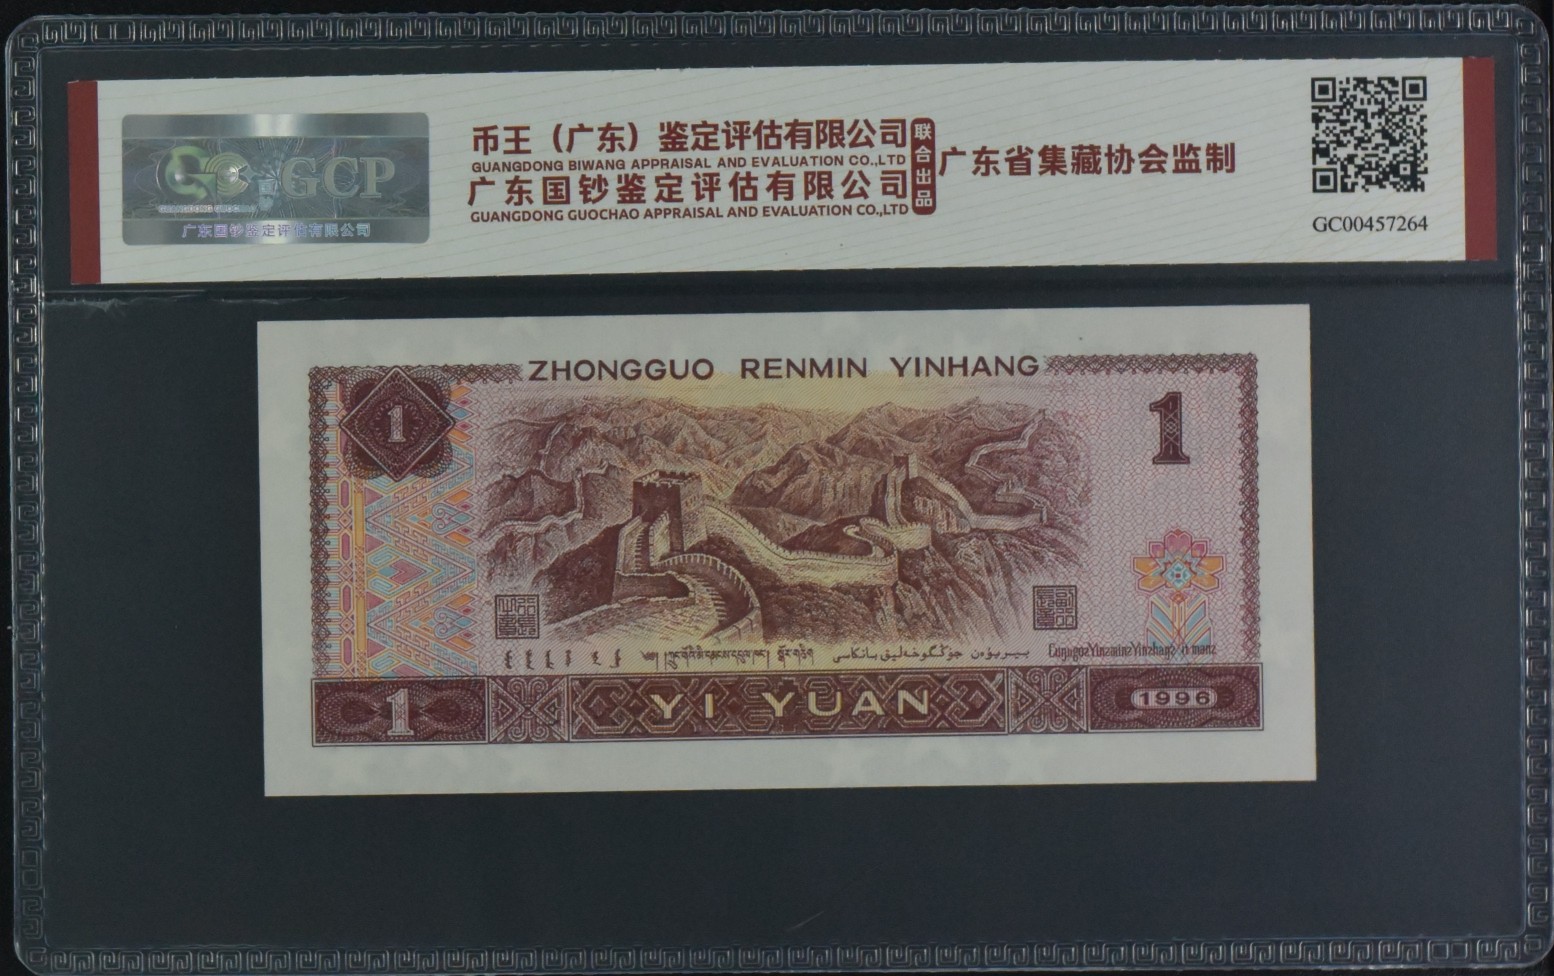 GCP
广东国钞鉴定评估有限公司
币王（广东）鉴定评估有限公司
GUANGDONG BIWANG APPRAISAL AND EVALUATION CO.,LTD
广东国钞鉴定评估有限公司
GUANGDONG GUOCHAO APPRAISAL AND EVALUATION CO.,LTD
联合出品
广东省集藏协会监制
GC00457264
ZHONGGUO RENMIN YINHANG
1
1
جۇڭگوخەلىق بانكاسى بىريۈەن
1
YI YUAN
1996